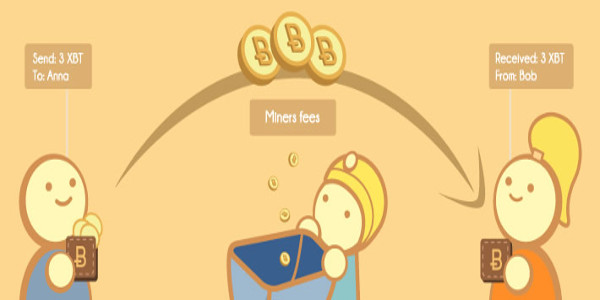 Send: 3 XBT
To: Anna
Miners fees
Received: 3 XBT
From: Bob